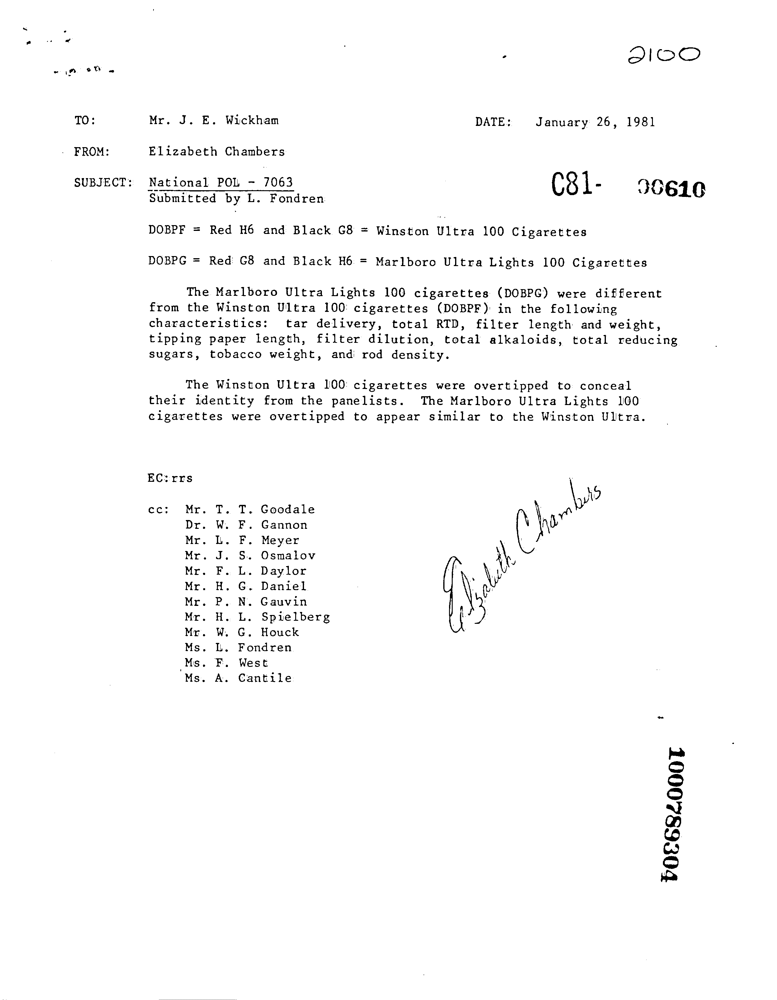 2100
TO: Mr. J. E. Wickham DATE: January 26, 1981
FROM: Elizabeth Chambers
SUBJECT: National POL - 7063
Submitted by L. Fondren
C81- 00610
DOBPF = Red H6 and Black G8 = Winston Ultra 100 Cigarettes
DOBPG = Red G8 and Black H6 = Marlboro Ultra Lights 100 Cigarettes
The Marlboro Ultra Lights 100 cigarettes (DOBPG) were different
from the Winston Ultra 100 cigarettes (DOBPF) in the following
characteristics: tar delivery, total RTD, filter length and weight,
tipping paper length, filter dilution, total alkaloids, total reducing
sugars, tobacco weight, and rod density.
The Winston Ultra 100 cigarettes were overtipped to conceal
their identity from the panelists. The Marlboro Ultra Lights 100
cigarettes were overtipped to appear similar to the Winston Ultra.
EC:rrs
cc: Mr. T. T. Goodale
Dr. W. F. Gannon
Mr. L. F. Meyer
Mr. J. S. Osmalov
Mr. F. L. Daylor
Mr. H. G. Daniel
Mr. P. N. Gauvin
Mr. H. L. Spielberg
Mr. W. G. Houck
Ms. L. Fondren
Ms. F. West
Ms. A. Cantile
Elizabeth Chambers
1000789304